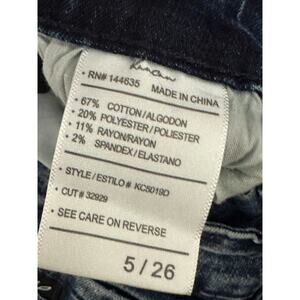 • RN# 144635 MADE IN CHINA
• 67% COTTON/ALGODON
• 20% POLYESTER/POLIESTER
• 11% RAYON/RAYON
• 2% SPANDEX/ELASTANO
• STYLE/ESTILO # KC5019D
• CUT # 32929
• SEE CARE ON REVERSE
5 / 26